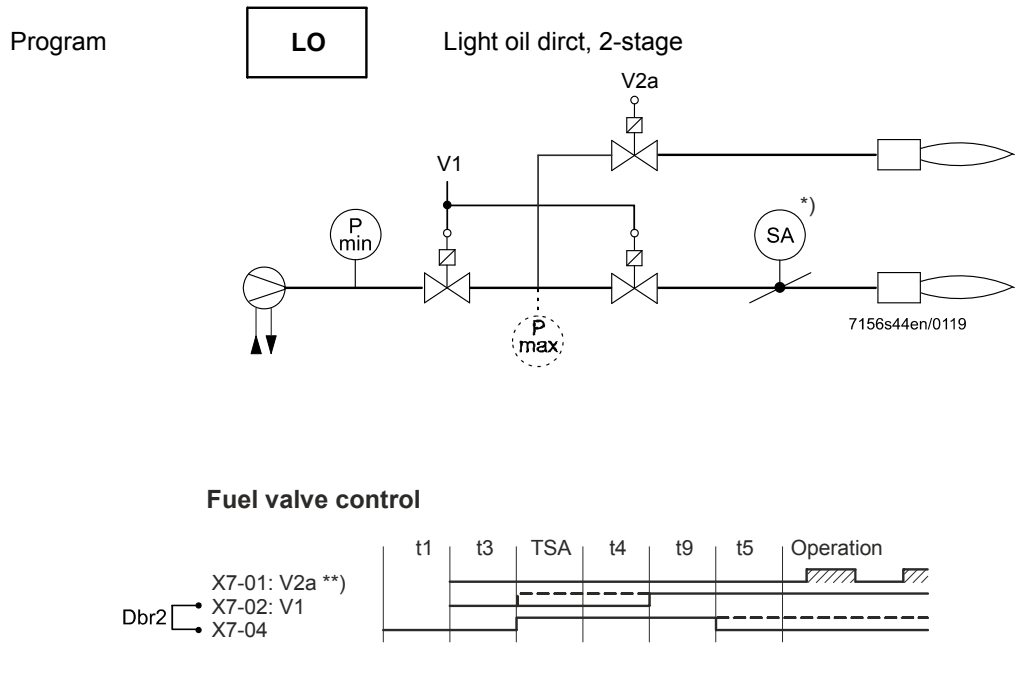 Program LO Light oil dirct, 2-stage
V2a
V1
*)
P
min
SA
7156s44en/0119
P
max
Fuel valve control
t1 t3 TSA t4 t9 t5 Operation
X7-01: V2a **)
X7-02: V1
Dbr2
X7-04